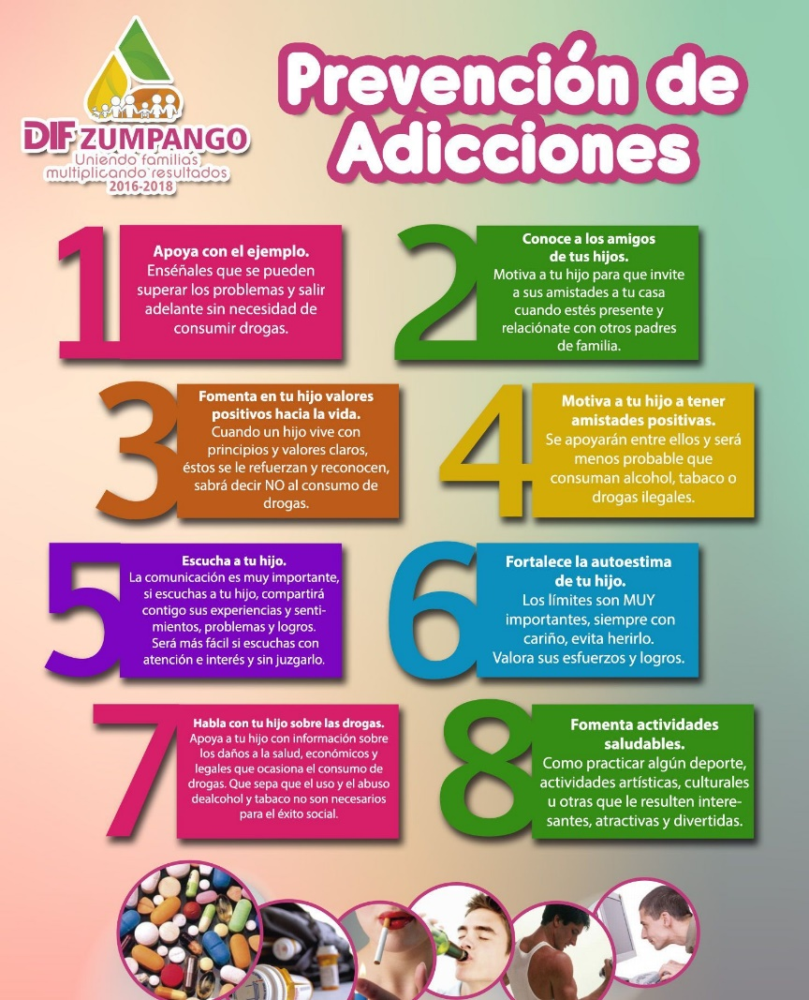 DIF ZUMPANGO
Uniendo familias
multiplicando resultados
2016-2018
Prevención de
Adicciones
1
Apoya con el ejemplo.
Enséñales que se pueden
superar los problemas y salir
adelante sin necesidad de
consumir drogas.
2
Conoce a los amigos
de tus hijos.
Motiva a tu hijo para que invite
a sus amistades a tu casa
cuando estés presente y
relaciónate con otros padres
de familia.
3
Fomenta en tu hijo valores
positivos hacia la vida.
Cuando un hijo vive con
principios y valores claros,
éstos se le refuerzan y reconocen,
sabrá decir NO al consumo de
drogas.
4
Motiva a tu hijo a tener
amistades positivas.
Se apoyarán entre ellos y será
menos probable que
consuman alcohol, tabaco o
drogas ilegales.
5
Escucha a tu hijo.
La comunicación es muy importante,
si escuchas a tu hijo, compartirá
contigo sus experiencias y senti-
mientos, problemas y logros.
Será más fácil si escuchas con
atención e interés y sin juzgarlo.
6
Fortalece la autoestima
de tu hijo.
Los límites son MUY
importantes, siempre con
cariño, evita herirlo.
Valora sus esfuerzos y logros.
7
Habla con tu hijo sobre las drogas.
Apoya a tu hijo con información sobre
los daños a la salud, económicos y
legales que ocasiona el consumo de
drogas. Que sepa que el uso y el abuso
dealcohol y tabaco no son necesarios
para el éxito social.
8
Fomenta actividades
saludables.
Como practicar algún deporte,
actividades artísticas, culturales
u otras que le resulten intere-
santes, atractivas y divertidas.